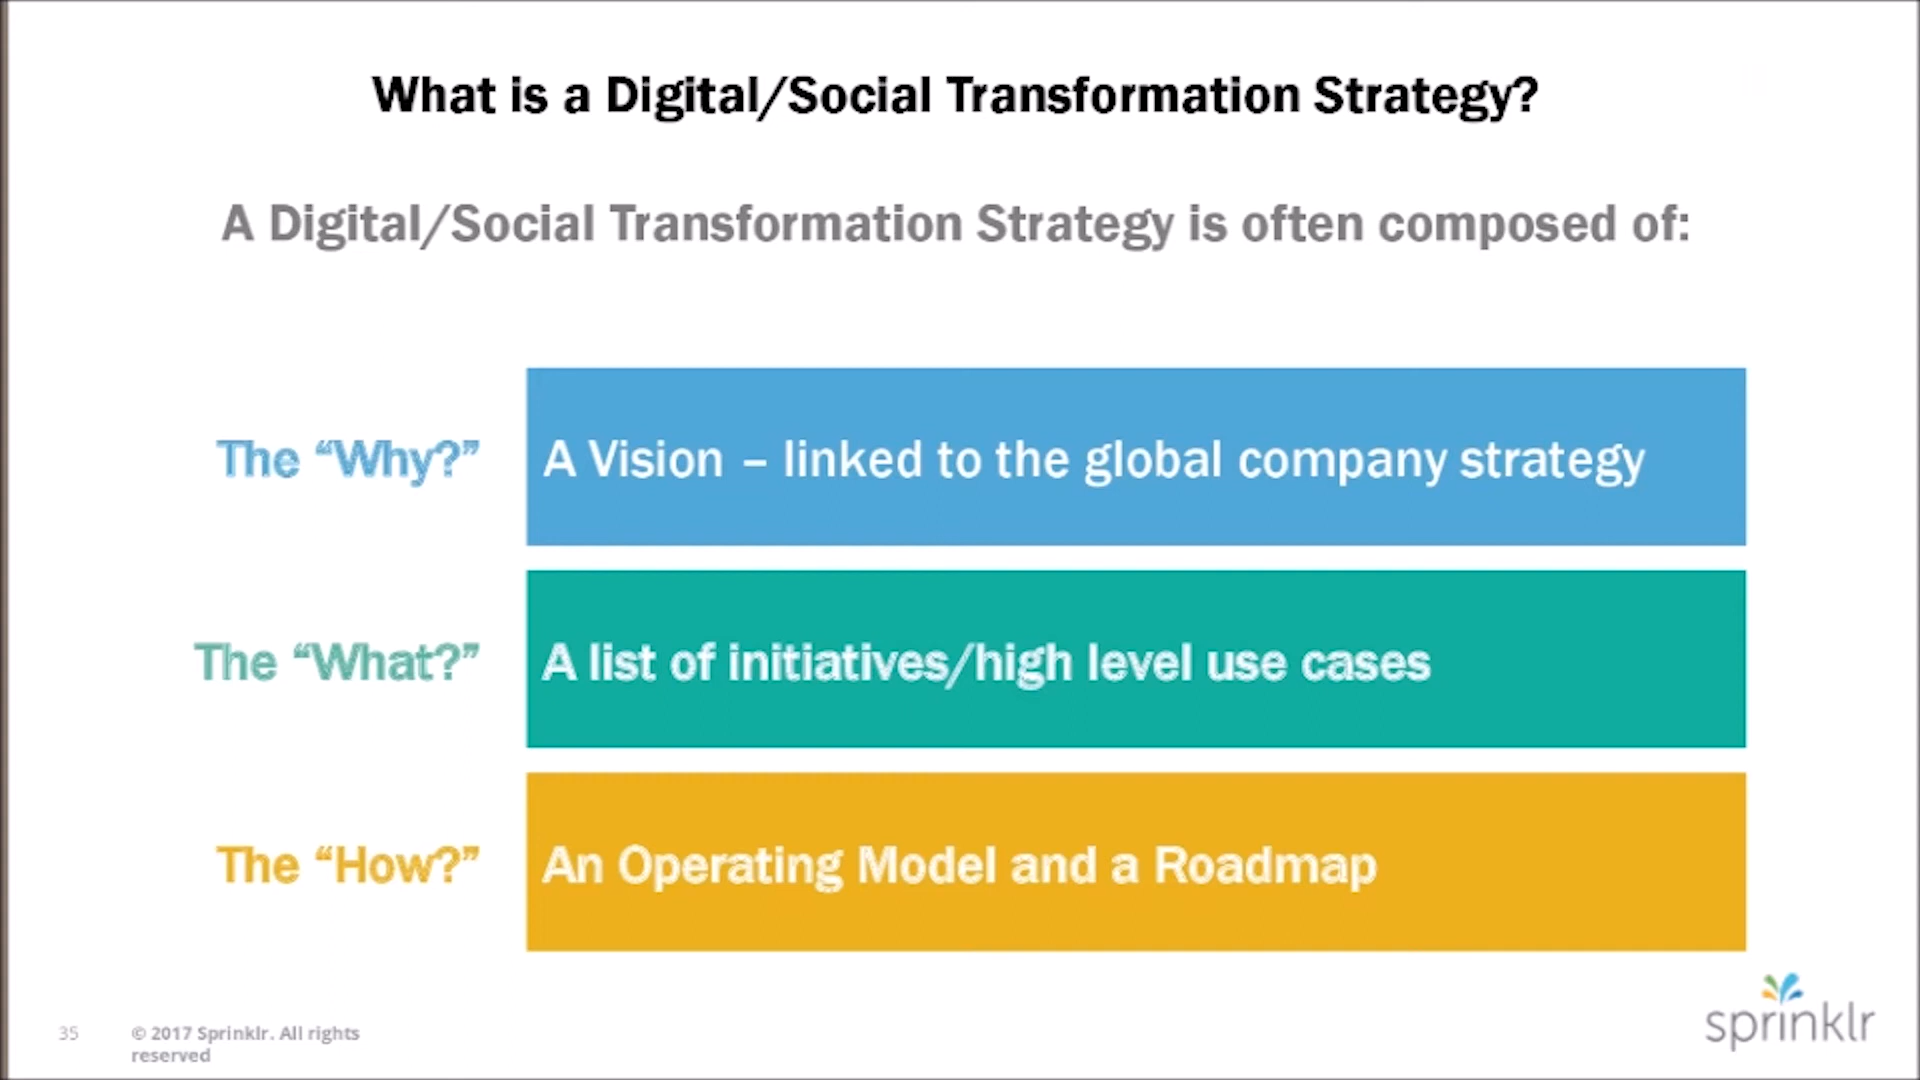 What is a Digital/Social Transformation Strategy?
A Digital/Social Transformation Strategy is often composed of:
The “Why?”
A Vision – linked to the global company strategy
The “What?”
A list of initiatives/high level use cases
The “How?”
An Operating Model and a Roadmap
35
© 2017 Sprinklr. All rights
reserved
sprinklr